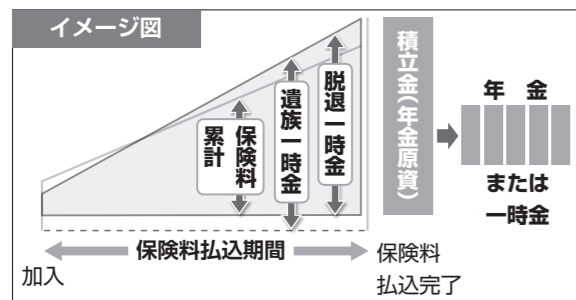 イメージ図
保険料
累計
遺族一時金
脱退一時金
積立金(年金原資)
年 金
または
一時金
保険料払込期間
加入
保険料
払込完了